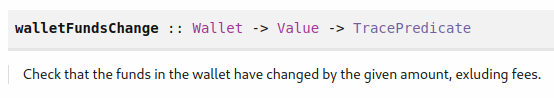 walletFundsChange :: Wallet -> Value -> TracePredicate
Check that the funds in the wallet have changed by the given amount, exluding fees.